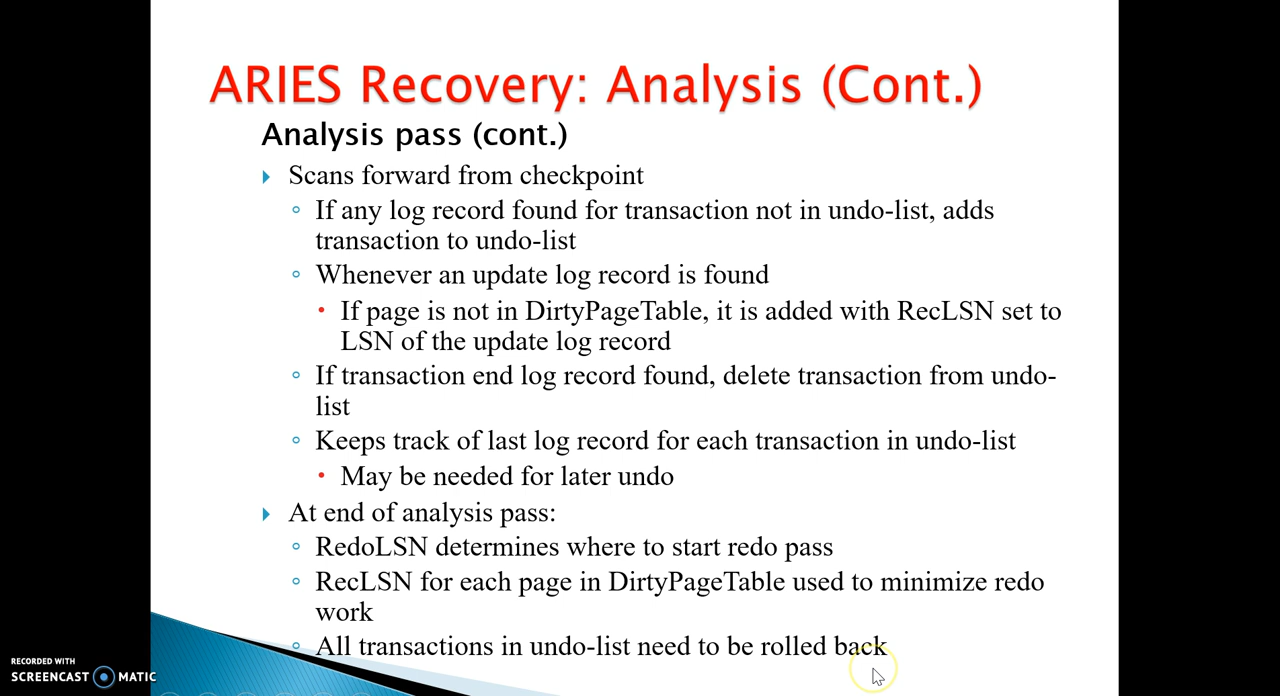 ARIES Recovery: Analysis (Cont.)
Analysis pass (cont.)
Scans forward from checkpoint
If any log record found for transaction not in undo-list, adds
transaction to undo-list
Whenever an update log record is found
If page is not in DirtyPageTable, it is added with RecLSN set to
LSN of the update log record
If transaction end log record found, delete transaction from undo-
list
Keeps track of last log record for each transaction in undo-list
May be needed for later undo
At end of analysis pass:
RedoLSN determines where to start redo pass
RecLSN for each page in DirtyPageTable used to minimize redo
work
All transactions in undo-list need to be rolled back
RECORDED WITH
SCREENCAST MATIC